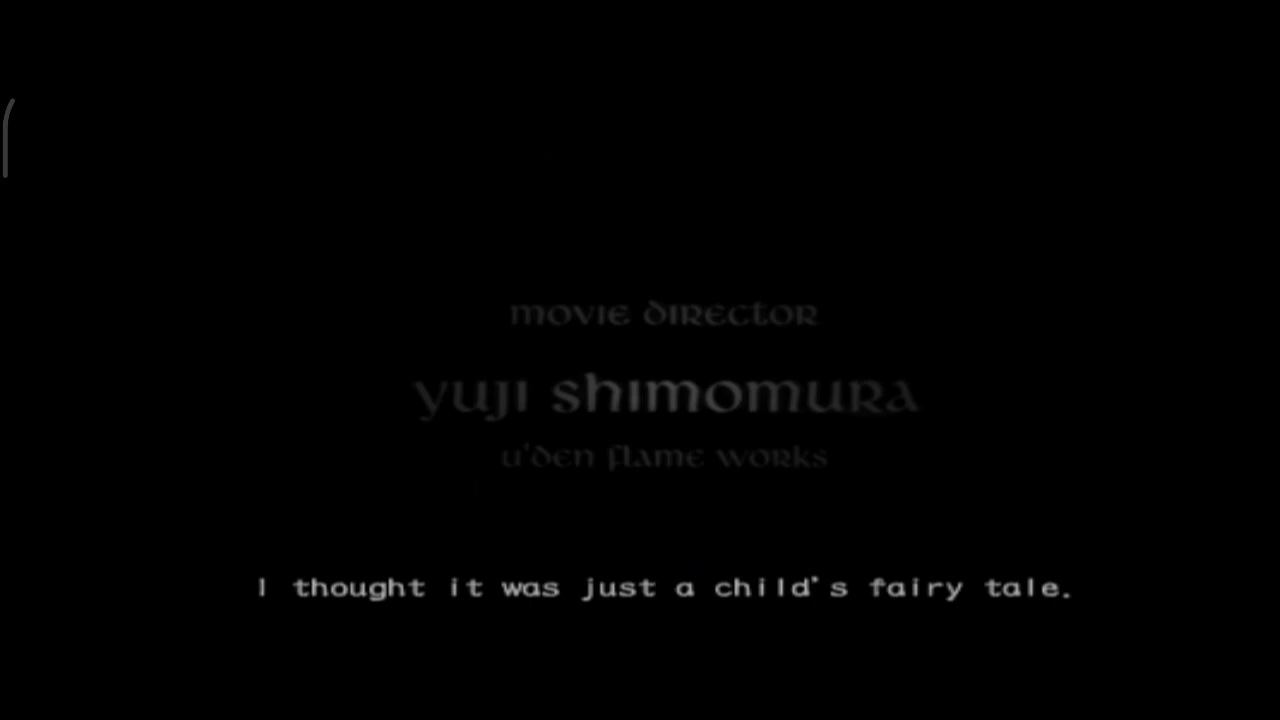 movie director
yuji shimomura
u'den flame works
I thought it was just a child's fairy tale.